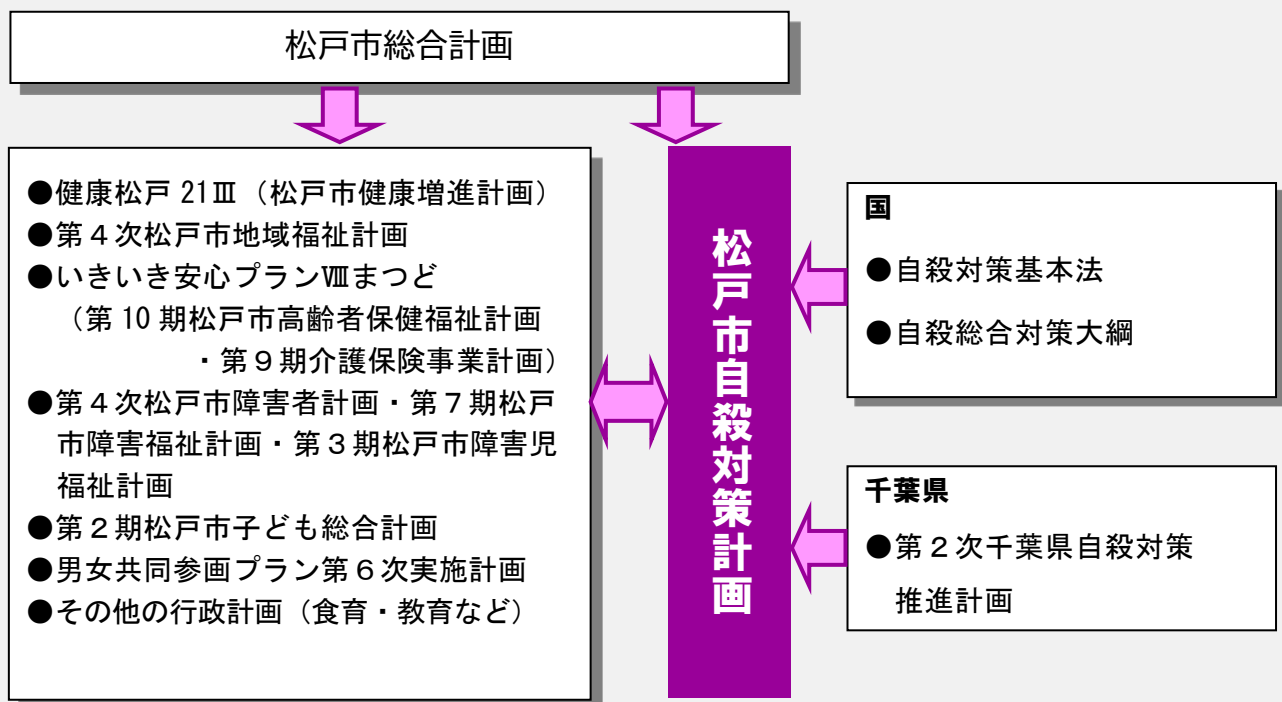 松戸市総合計画
●健康松戸 21Ⅲ（松戸市健康増進計画）
●第４次松戸市地域福祉計画
●いきいき安心プランⅧまつど
（第 10 期松戸市高齢者保健福祉計画
・第９期介護保険事業計画）
●第４次松戸市障害者計画・第７期松戸
市障害福祉計画・第３期松戸市障害児
福祉計画
●第２期松戸市子ども総合計画
●男女共同参画プラン第６次実施計画
●その他の行政計画（食育・教育など）
松戸市自殺対策計画
国
●自殺対策基本法
●自殺総合対策大綱
千葉県
●第２次千葉県自殺対策
推進計画